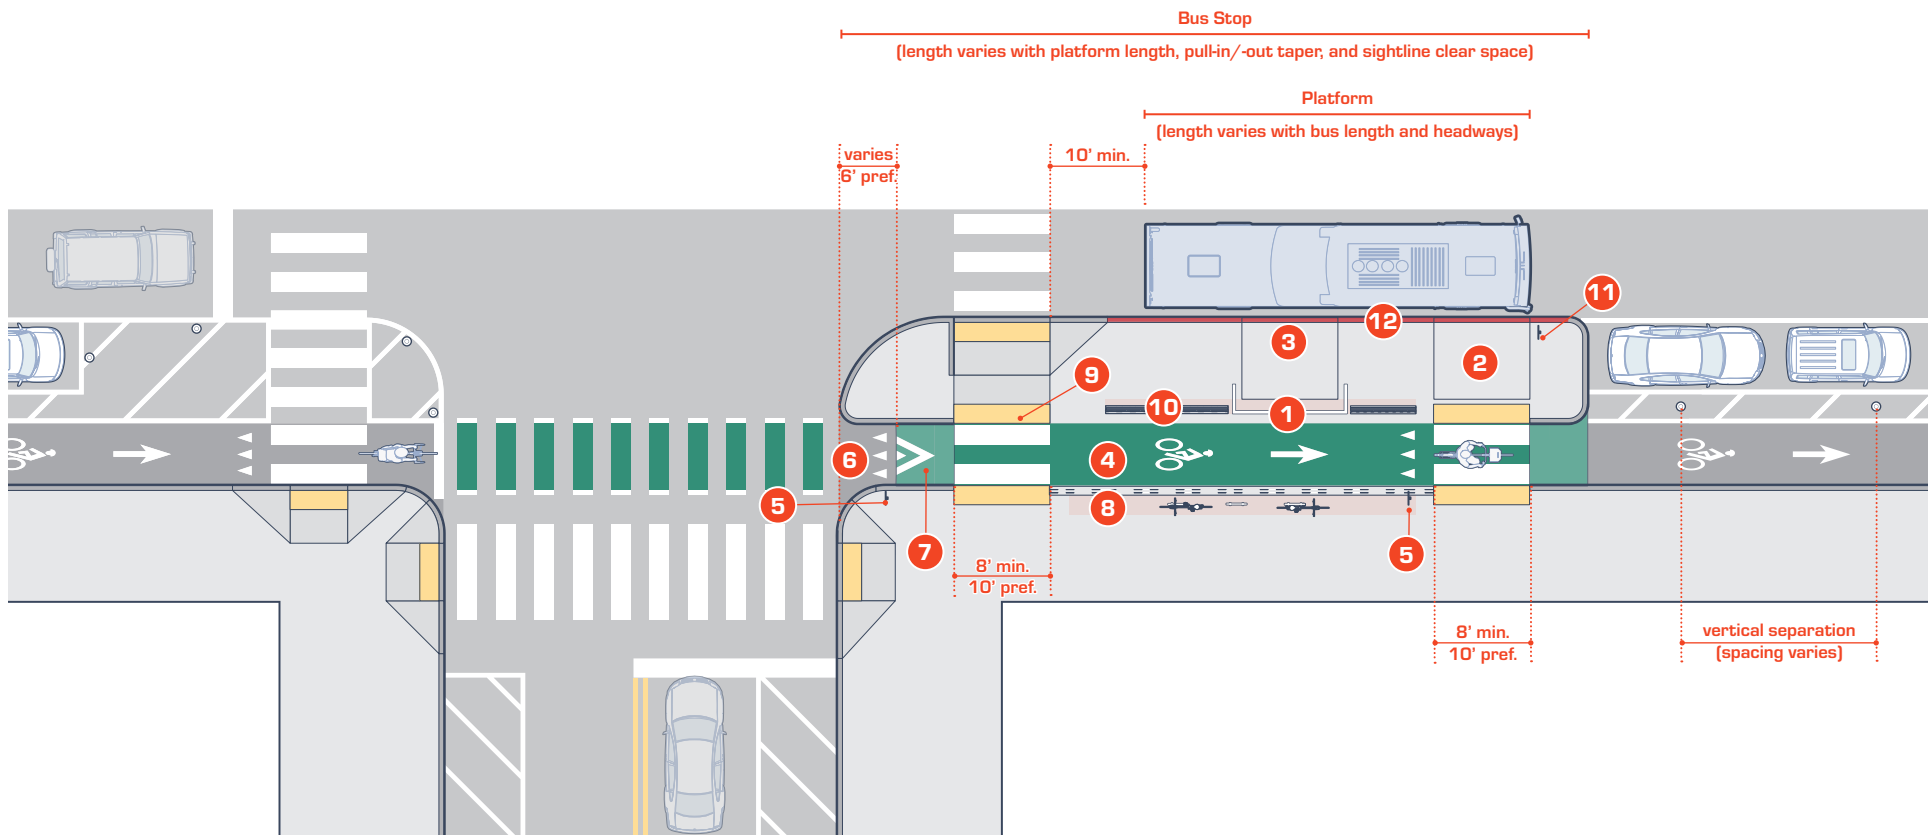 Bus Stop
(length varies with platform length, pull-in/-out taper, and sightline clear space)
Platform
(length varies with bus length and headways)
varies
6' pref.
10' min.
11
12
3
2
9
10
1
6
4
5
8
7
5
8' min.
10' pref.
8' min.
10' pref.
vertical separation
(spacing varies)